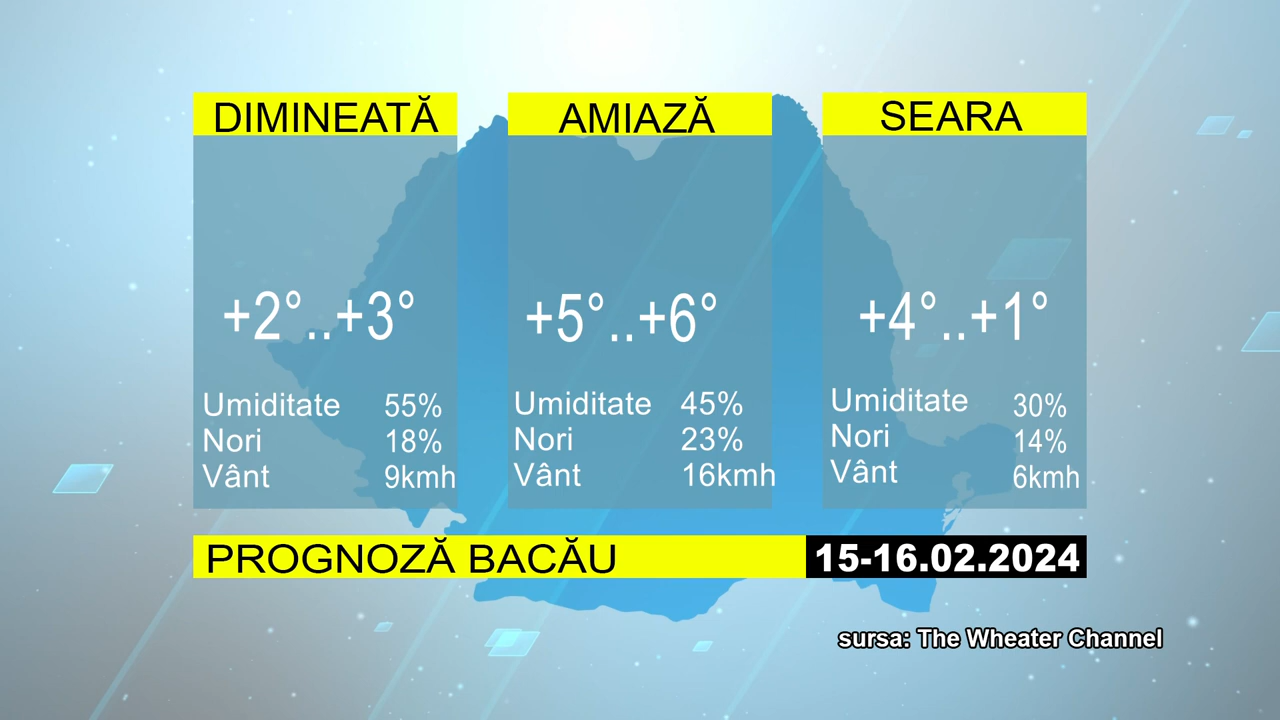 DIMINEATĂ
+2°..+3°
Umiditate 55%
Nori 18%
Vânt 9kmh
AMIAZĂ
+5°..+6°
Umiditate 45%
Nori 23%
Vânt 16kmh
SEARA
+4°..+1°
Umiditate 30%
Nori 14%
Vânt 6kmh
PROGNOZĂ BACĂU 15-16.02.2024
sursa: The Wheater Channel